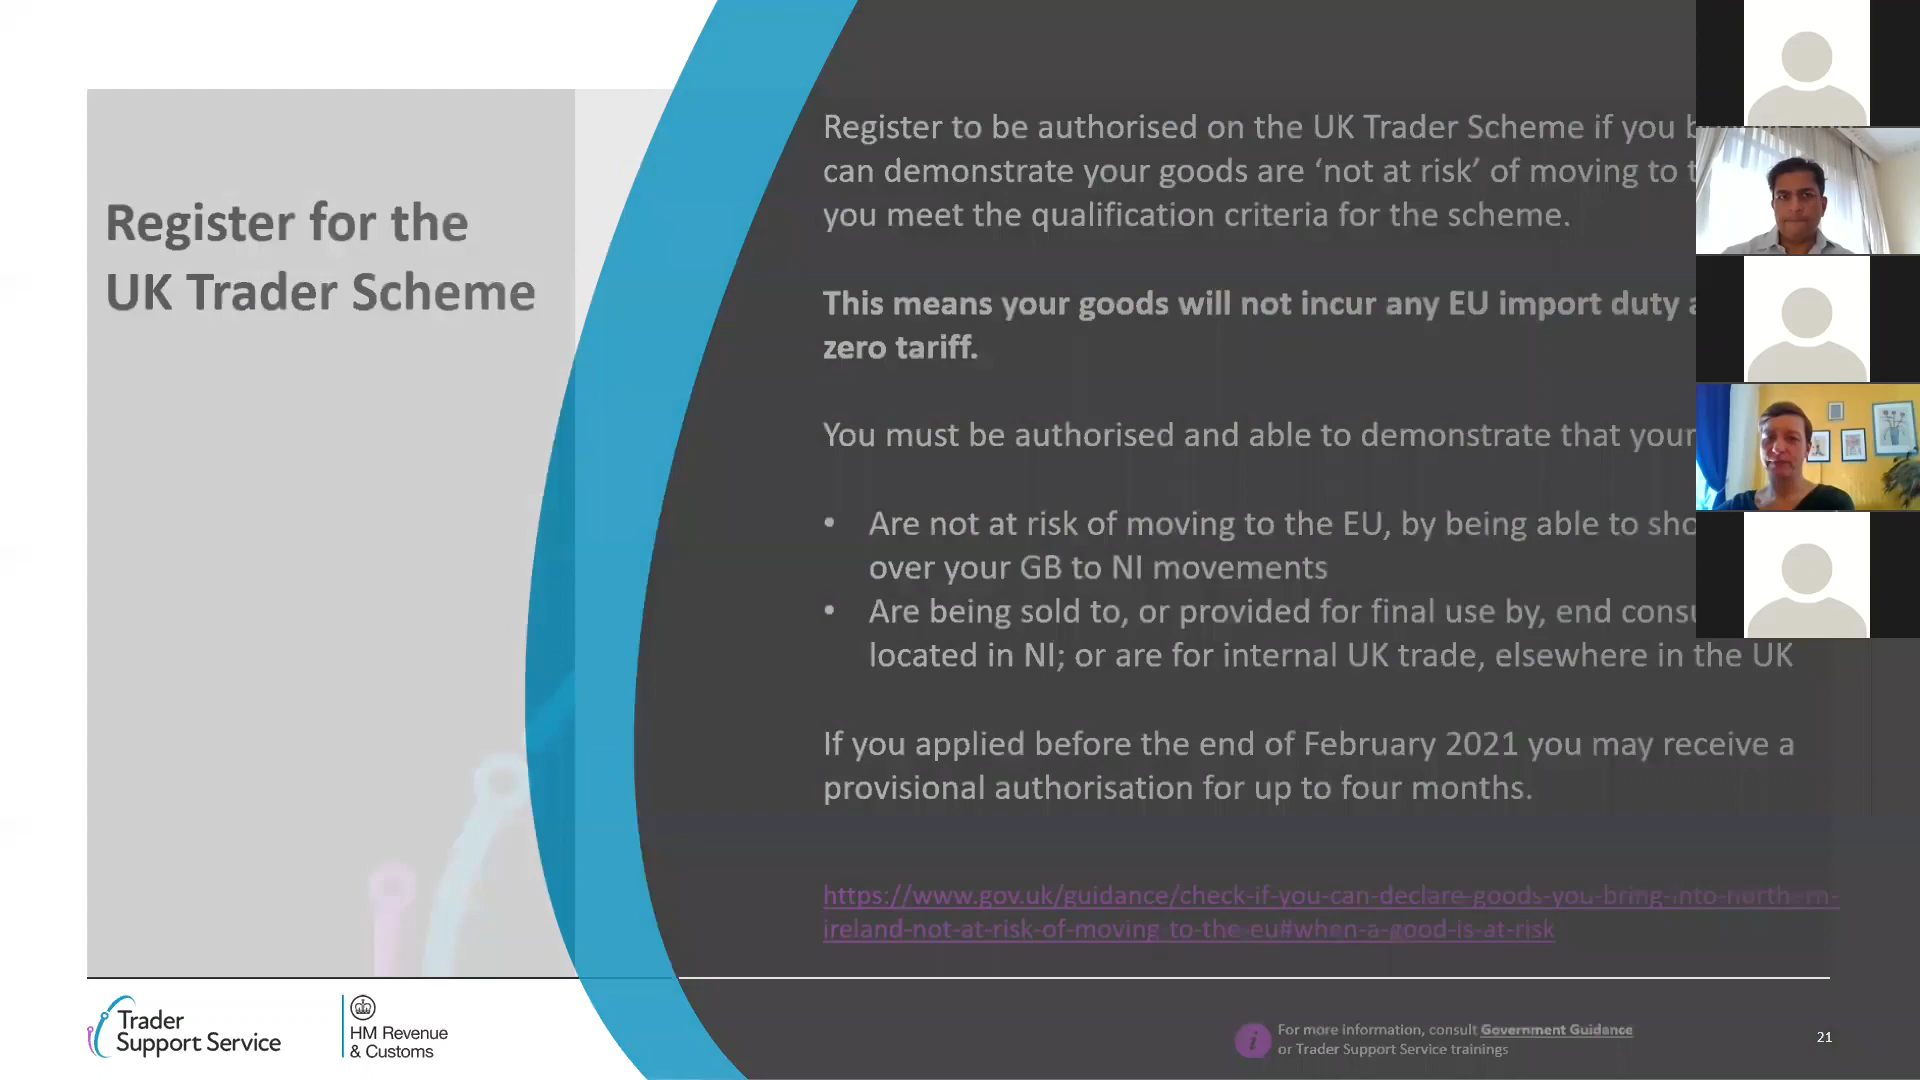 Register for the
UK Trader Scheme
Register to be authorised on the UK Trader Scheme if you
can demonstrate your goods are ‘not at risk’ of moving to
you meet the qualification criteria for the scheme.
This means your goods will not incur any EU import duty
zero tariff.
You must be authorised and able to demonstrate that your
• Are not at risk of moving to the EU, by being able to
over your GB to NI movements
• Are being sold to, or provided for final use by, end
located in NI; or are for internal UK trade, elsewhere in the UK
If you applied before the end of February 2021 you may receive a
provisional authorisation for up to four months.
https://www.gov.uk/guidance/check-if-you-can-declare-goods-you-bring-into-northern-
ireland-not-at-risk-of-moving-to-the-eu#when-a-good-is-at-risk
Trader
Support Service
HM Revenue
& Customs
i
For more information, consult Government Guidance
or Trader Support Service trainings
21